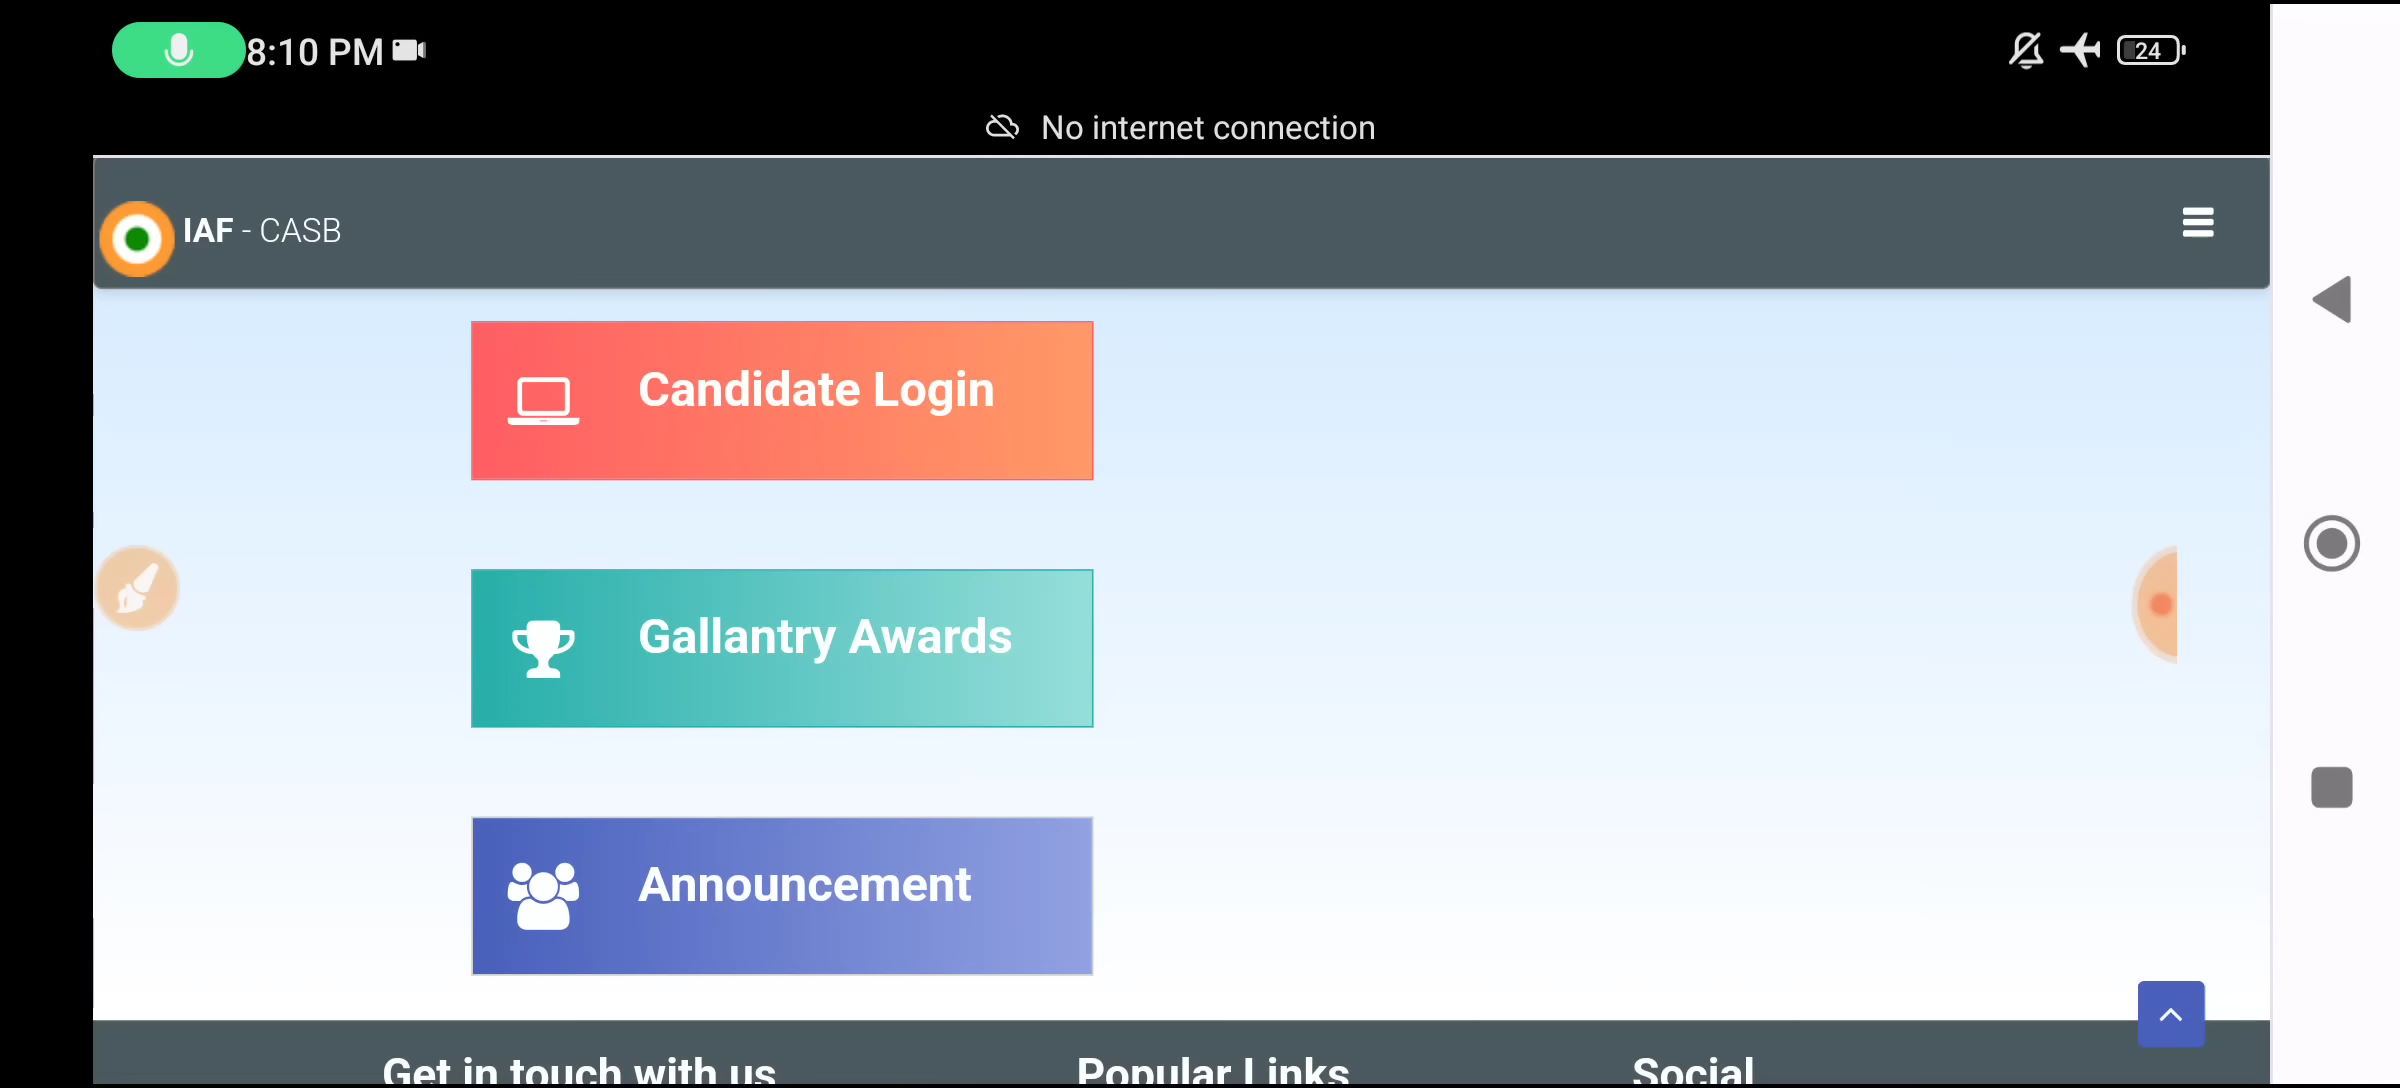 8:10 PM
24
No internet connection
IAF - CASB
Candidate Login
Gallantry Awards
Announcement
Get in touch with us
Popular Links
Social